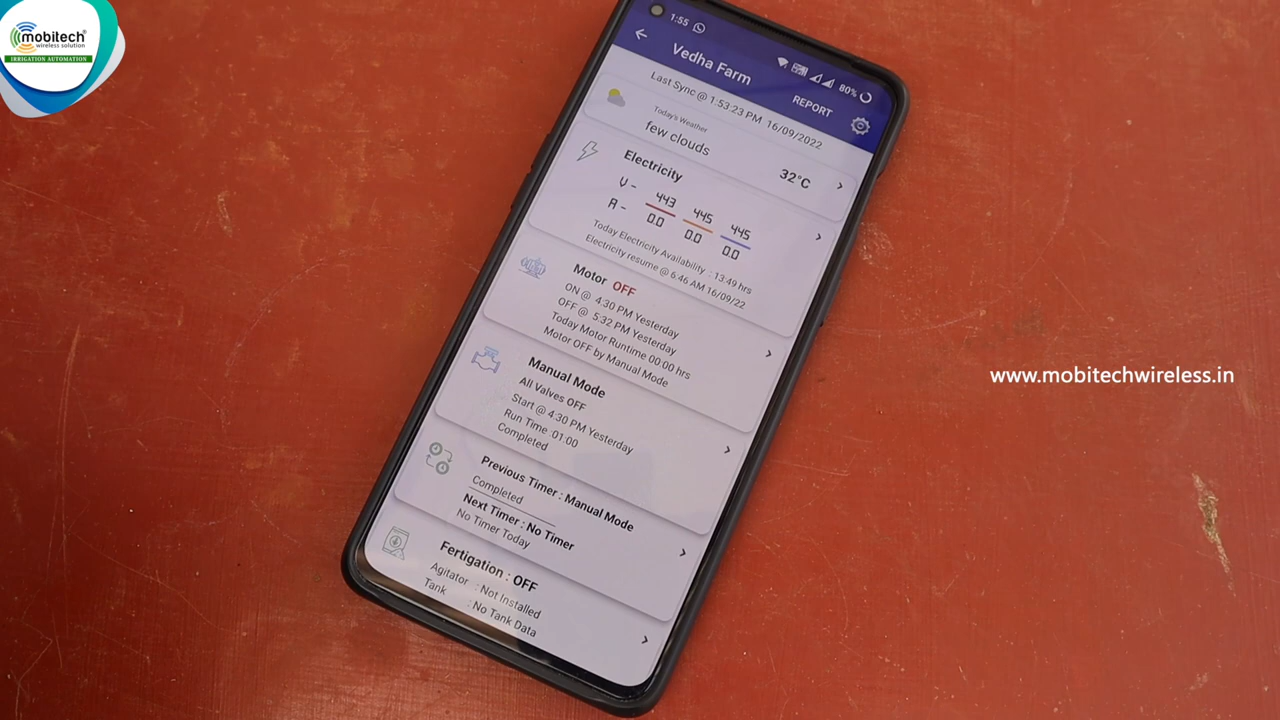 mobitech®
wireless solution
IRRIGATION AUTOMATION
1:55
80%
Vedha Farm
REPORT
Last Sync @ 1:53:23 PM 16/09/2022
Today's Weather
few clouds
32°C
Electricity
V - 443 445 445
A - 0.0 0.0 0.0
Today Electricity Availability : 13:49 hrs
Electricity resume @ 6:46 AM 16/09/22
Motor OFF
ON @ 4:30 PM Yesterday
OFF @ 5:32 PM Yesterday
Today Motor Runtime 00:00 hrs
Motor OFF by Manual Mode
Manual Mode
All Valves OFF
Start @ 4:30 PM Yesterday
Run Time :01:00
Completed
Previous Timer : Manual Mode
Completed
Next Timer : No Timer
No Timer Today
Fertigation : OFF
Agitator : Not Installed
Tank : No Tank Data
www.mobitechwireless.in